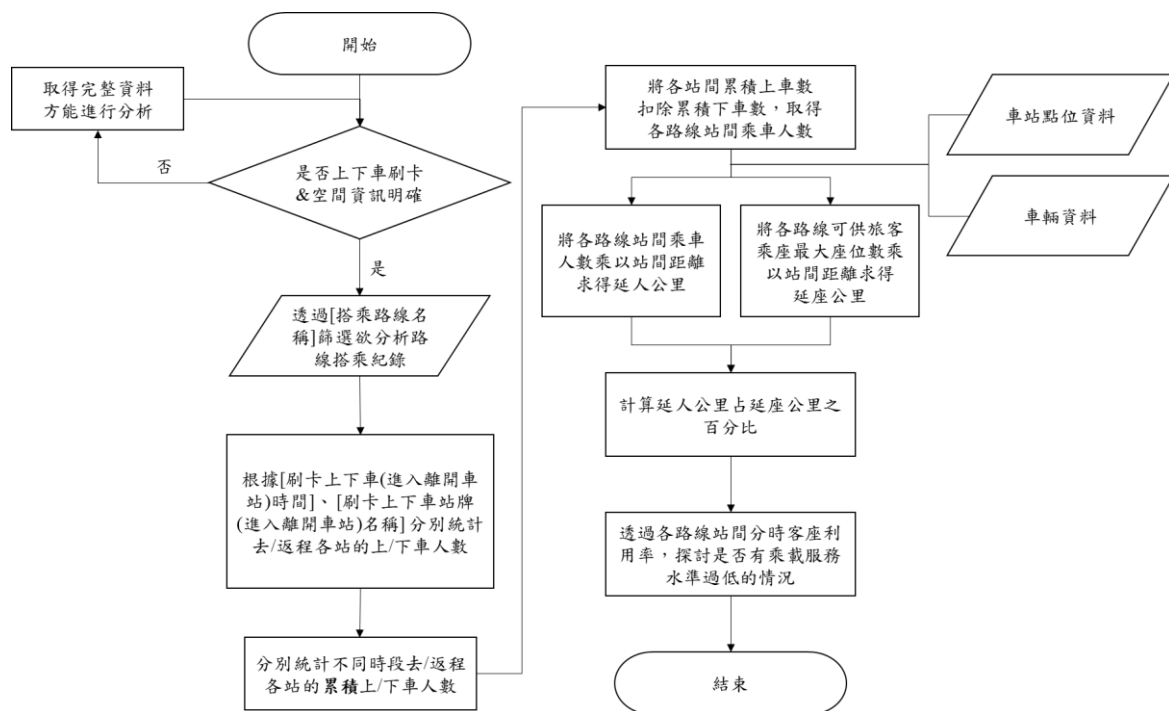 開始
取得完整資料
方能進行分析
否
是否上下車刷卡
&空間資訊明確
是
透過[搭乘路線名
稱]篩選欲分析路
線搭乘紀錄
根據[刷卡上下車(進入離開車
站)時間]、[刷卡上下車站牌
(進入離開車站)名稱]分別統計
去/返程各站的上/下車人數
分別統計不同時段去/返程
各站的累積上/下車人數
將各站間累積上車數
扣除累積下車數，取得
各路線站間乘車人數
車站點位資料
車輛資料
將各路線站間乘車
人數乘以站間距離
求得延人公里
將各路線可供旅客
乘座最大座位數乘
以站間距離求得
延座公里
計算延人公里占延座公里之
百分比
透過各路線站間分時客座利
用率，探討是否有乘載服務
水準過低的情況
結束